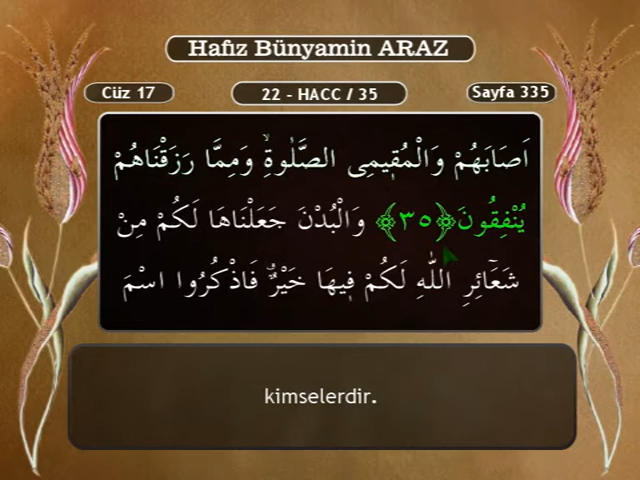 Hafız Bünyamin ARAZ
Cüz 17
22 - HACC / 35
Sayfa 335
اَصَابَهُمْ وَالْمُقٖيمِى الصَّلٰوةِۙ وَمِمَّا رَزَقْنَاهُمْ
يُنْفِقُونَ ﴿٣٥﴾ وَالْبُدْنَ جَعَلْنَاهَا لَكُمْ مِنْ
شَعَٓائِرِ اللّٰهِ لَكُمْ فٖيهَا خَيْرٌۗ فَاذْكُرُوا اسْمَ
kimselerdir.